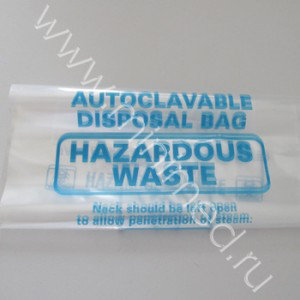 AUTOCLAVABLE
DISPOSAL BAG
HAZARDOUS
WASTE
Neck should be left open
to allow penetration of steam.